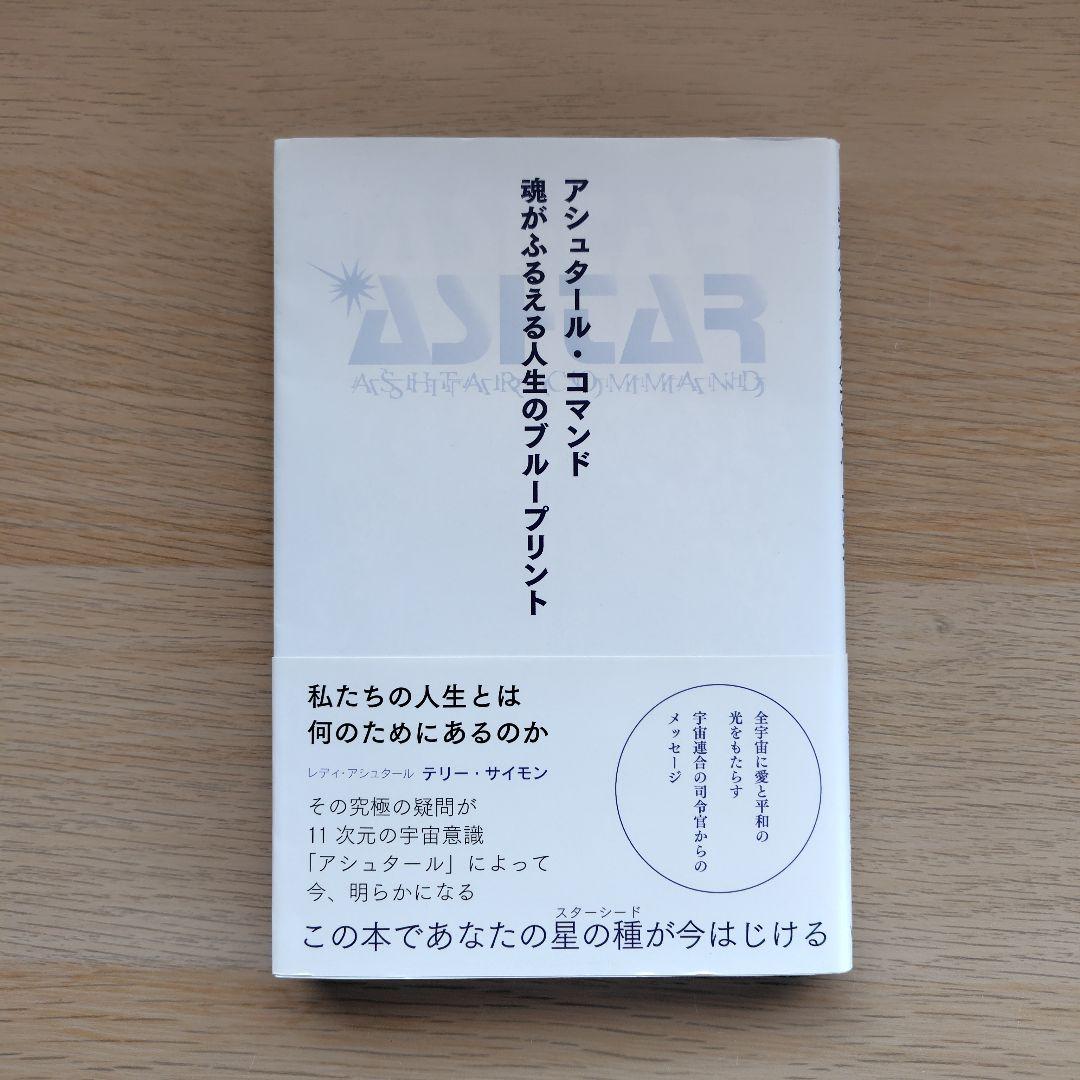 アシュタール・コマンド
魂がふるえる人生のブループリント
ASHTAR
ASHTAR COMMAND
私たちの人生とは
何のためにあるのか
レディ・アシュタール テリー・サイモン
その究極の疑問が
11次元の宇宙意識
「アシュタール」によって
今、明らかになる
全宇宙に愛と平和の
光をもたらす
宇宙連合の司令官からの
メッセージ
スターシード
この本であなたの星の種が今はじける